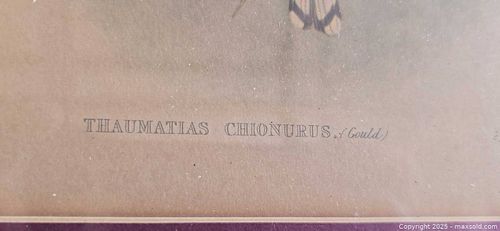 THAUMATIAS CHIONURUS. (Gould)
Copyright 2025 - maxsold.com